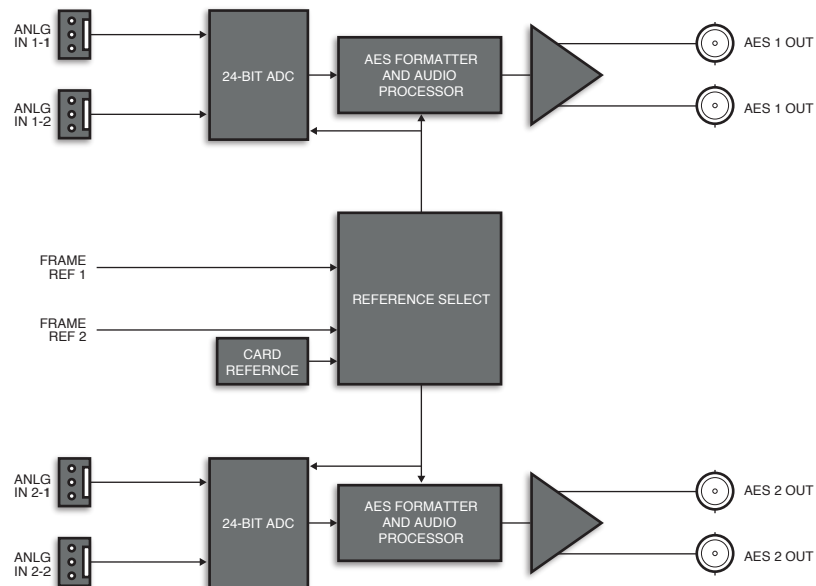 ANLG
IN 1-1
ANLG
IN 1-2
24-BIT ADC
AES FORMATTER
AND AUDIO
PROCESSOR
AES 1 OUT
AES 1 OUT
FRAME
REF 1
FRAME
REF 2
CARD
REFERNCE
REFERENCE SELECT
ANLG
IN 2-1
ANLG
IN 2-2
24-BIT ADC
AES FORMATTER
AND AUDIO
PROCESSOR
AES 2 OUT
AES 2 OUT